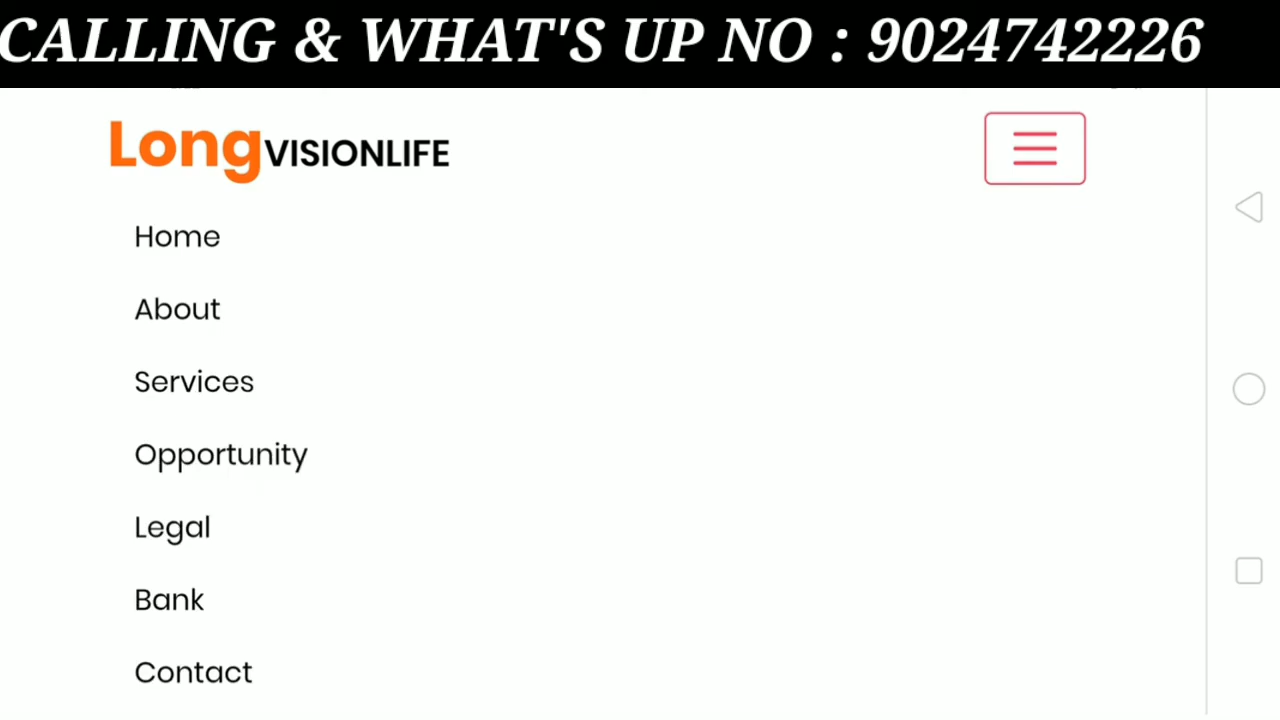 CALLING & WHAT'S UP NO : 9024742226
LongVISIONLIFE
Home
About
Services
Opportunity
Legal
Bank
Contact